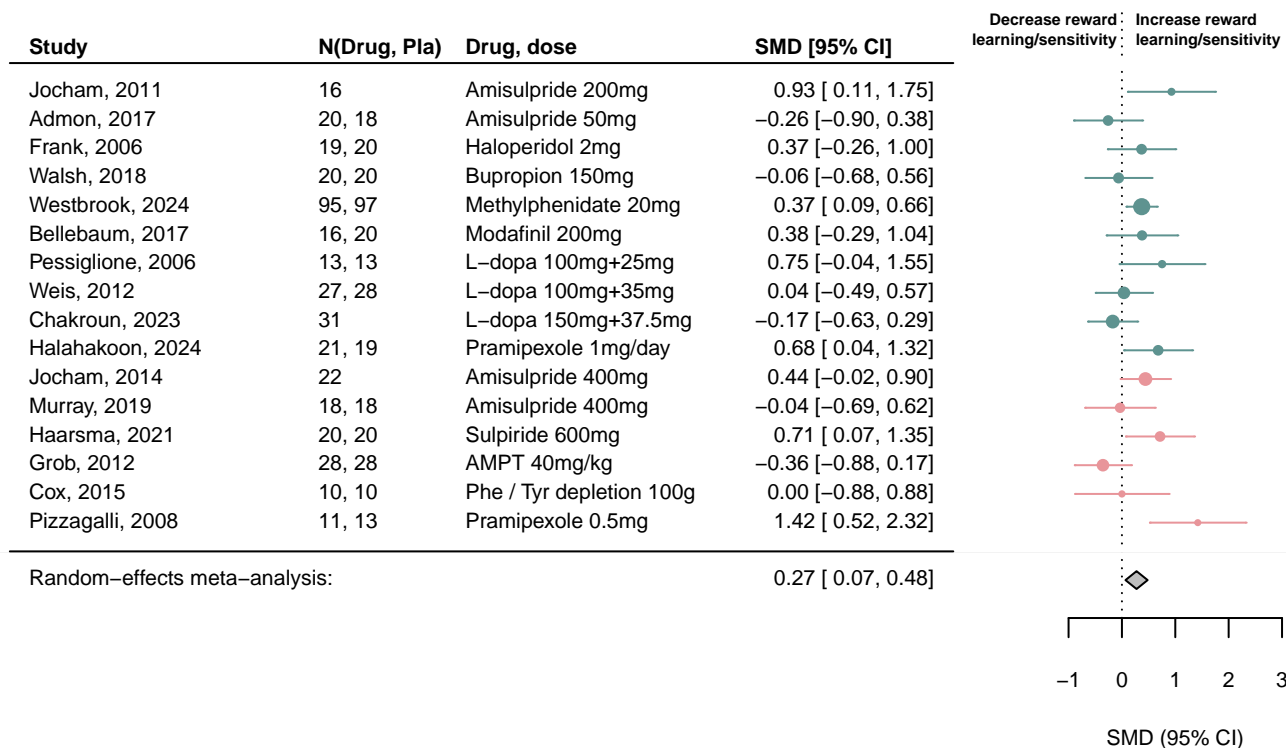 Decrease reward learning/sensitivity
Increase reward learning/sensitivity
Study N(Drug, Pla) Drug, dose SMD [95% CI]
Jocham, 2011 16 Amisulpride 200mg 0.93 [ 0.11, 1.75]
Admon, 2017 20, 18 Amisulpride 50mg −0.26 [−0.90, 0.38]
Frank, 2006 19, 20 Haloperidol 2mg 0.37 [−0.26, 1.00]
Walsh, 2018 20, 20 Bupropion 150mg −0.06 [−0.68, 0.56]
Westbrook, 2024 95, 97 Methylphenidate 20mg 0.37 [ 0.09, 0.66]
Bellebaum, 2017 16, 20 Modafinil 200mg 0.38 [−0.29, 1.04]
Pessiglione, 2006 13, 13 L−dopa 100mg+25mg 0.75 [−0.04, 1.55]
Weis, 2012 27, 28 L−dopa 100mg+35mg 0.04 [−0.49, 0.57]
Chakroun, 2023 31 L−dopa 150mg+37.5mg −0.17 [−0.63, 0.29]
Halahakoon, 2024 21, 19 Pramipexole 1mg/day 0.68 [ 0.04, 1.32]
Jocham, 2014 22 Amisulpride 400mg 0.44 [−0.02, 0.90]
Murray, 2019 18, 18 Amisulpride 400mg −0.04 [−0.69, 0.62]
Haarsma, 2021 20, 20 Sulpiride 600mg 0.71 [ 0.07, 1.35]
Grob, 2012 28, 28 AMPT 40mg/kg −0.36 [−0.88, 0.17]
Cox, 2015 10, 10 Phe / Tyr depletion 100g 0.00 [−0.88, 0.88]
Pizzagalli, 2008 11, 13 Pramipexole 0.5mg 1.42 [ 0.52, 2.32]
Random−effects meta−analysis: 0.27 [ 0.07, 0.48]
−1 0 1 2 3
SMD (95% CI)